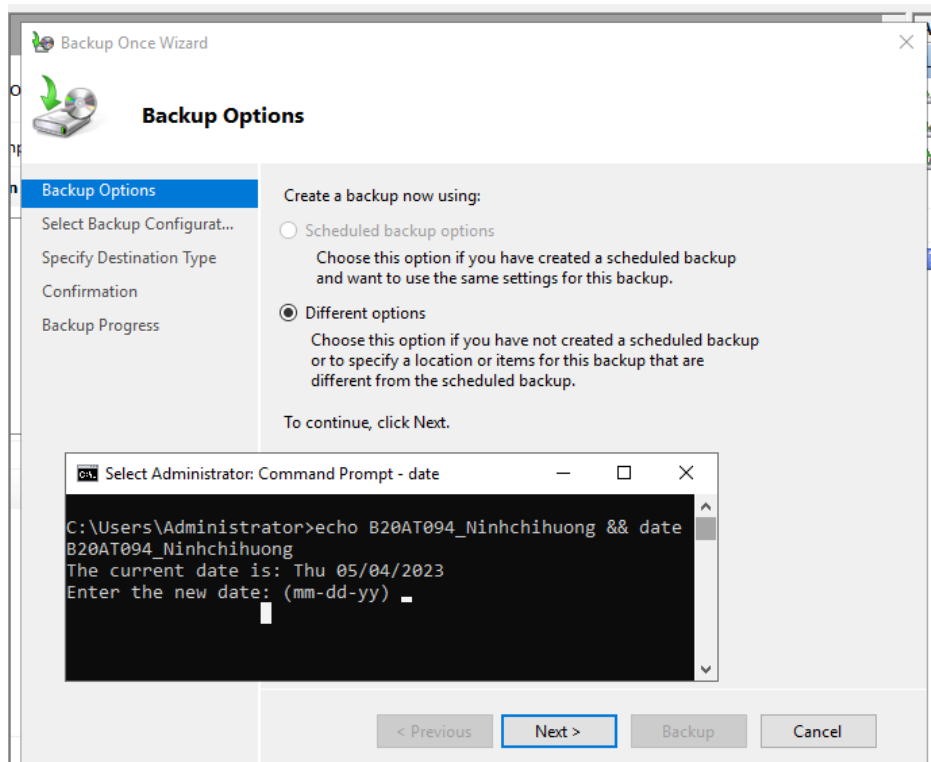 Backup Once Wizard
Backup Options
Backup Options
Select Backup Configurat...
Specify Destination Type
Confirmation
Backup Progress
Create a backup now using:
Scheduled backup options
Choose this option if you have created a scheduled backup
and want to use the same settings for this backup.
Different options
Choose this option if you have not created a scheduled backup
or to specify a location or items for this backup that are
different from the scheduled backup.
To continue, click Next.
Select Administrator: Command Prompt - date
C:\Users\Administrator>echo B20AT094_Ninhchihuong && date
B20AT094_Ninhchihuong
The current date is: Thu 05/04/2023
Enter the new date: (mm-dd-yy)
< Previous
Next >
Backup
Cancel